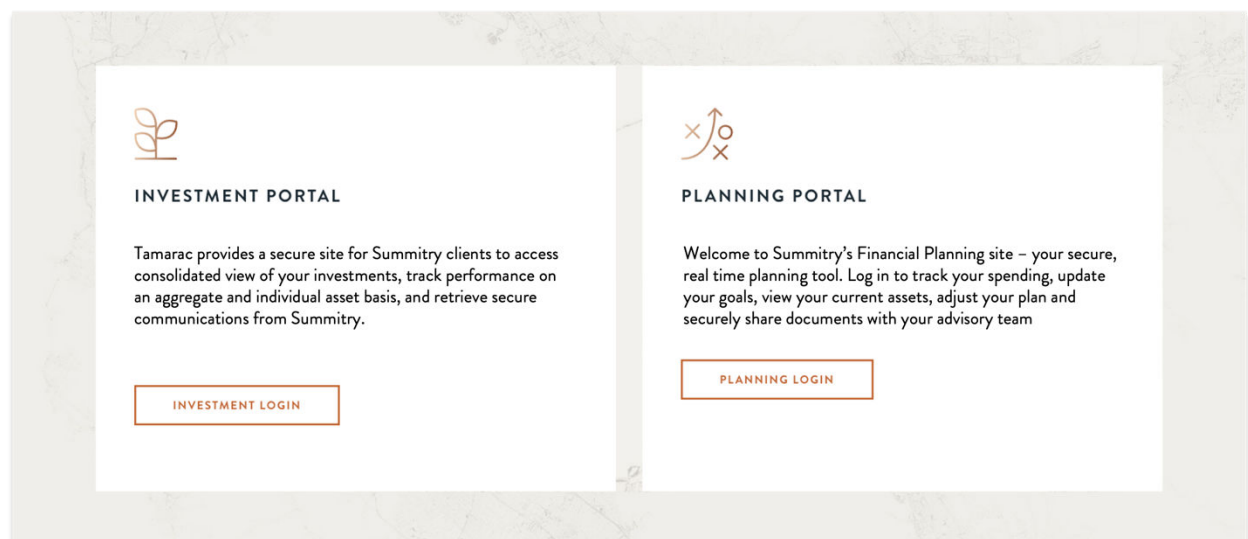 INVESTMENT PORTAL
Tamarac provides a secure site for Summitry clients to access
consolidated view of your investments, track performance on
an aggregate and individual asset basis, and retrieve secure
communications from Summitry.
INVESTMENT LOGIN
PLANNING PORTAL
Welcome to Summitry’s Financial Planning site – your secure,
real time planning tool. Log in to track your spending, update
your goals, view your current assets, adjust your plan and
securely share documents with your advisory team
PLANNING LOGIN